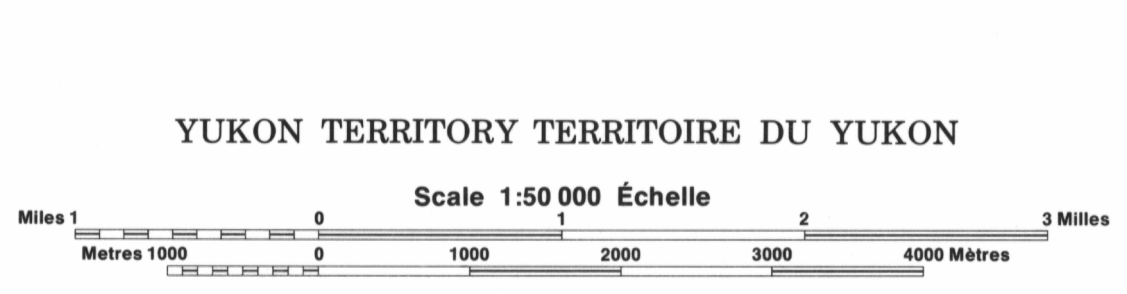 YUKON TERRITORY TERRITOIRE DU YUKON
Scale 1:50 000 Échelle
Miles 1 0 1 2 3 Milles
Metres 1000 0 1000 2000 3000 4000 Mètres